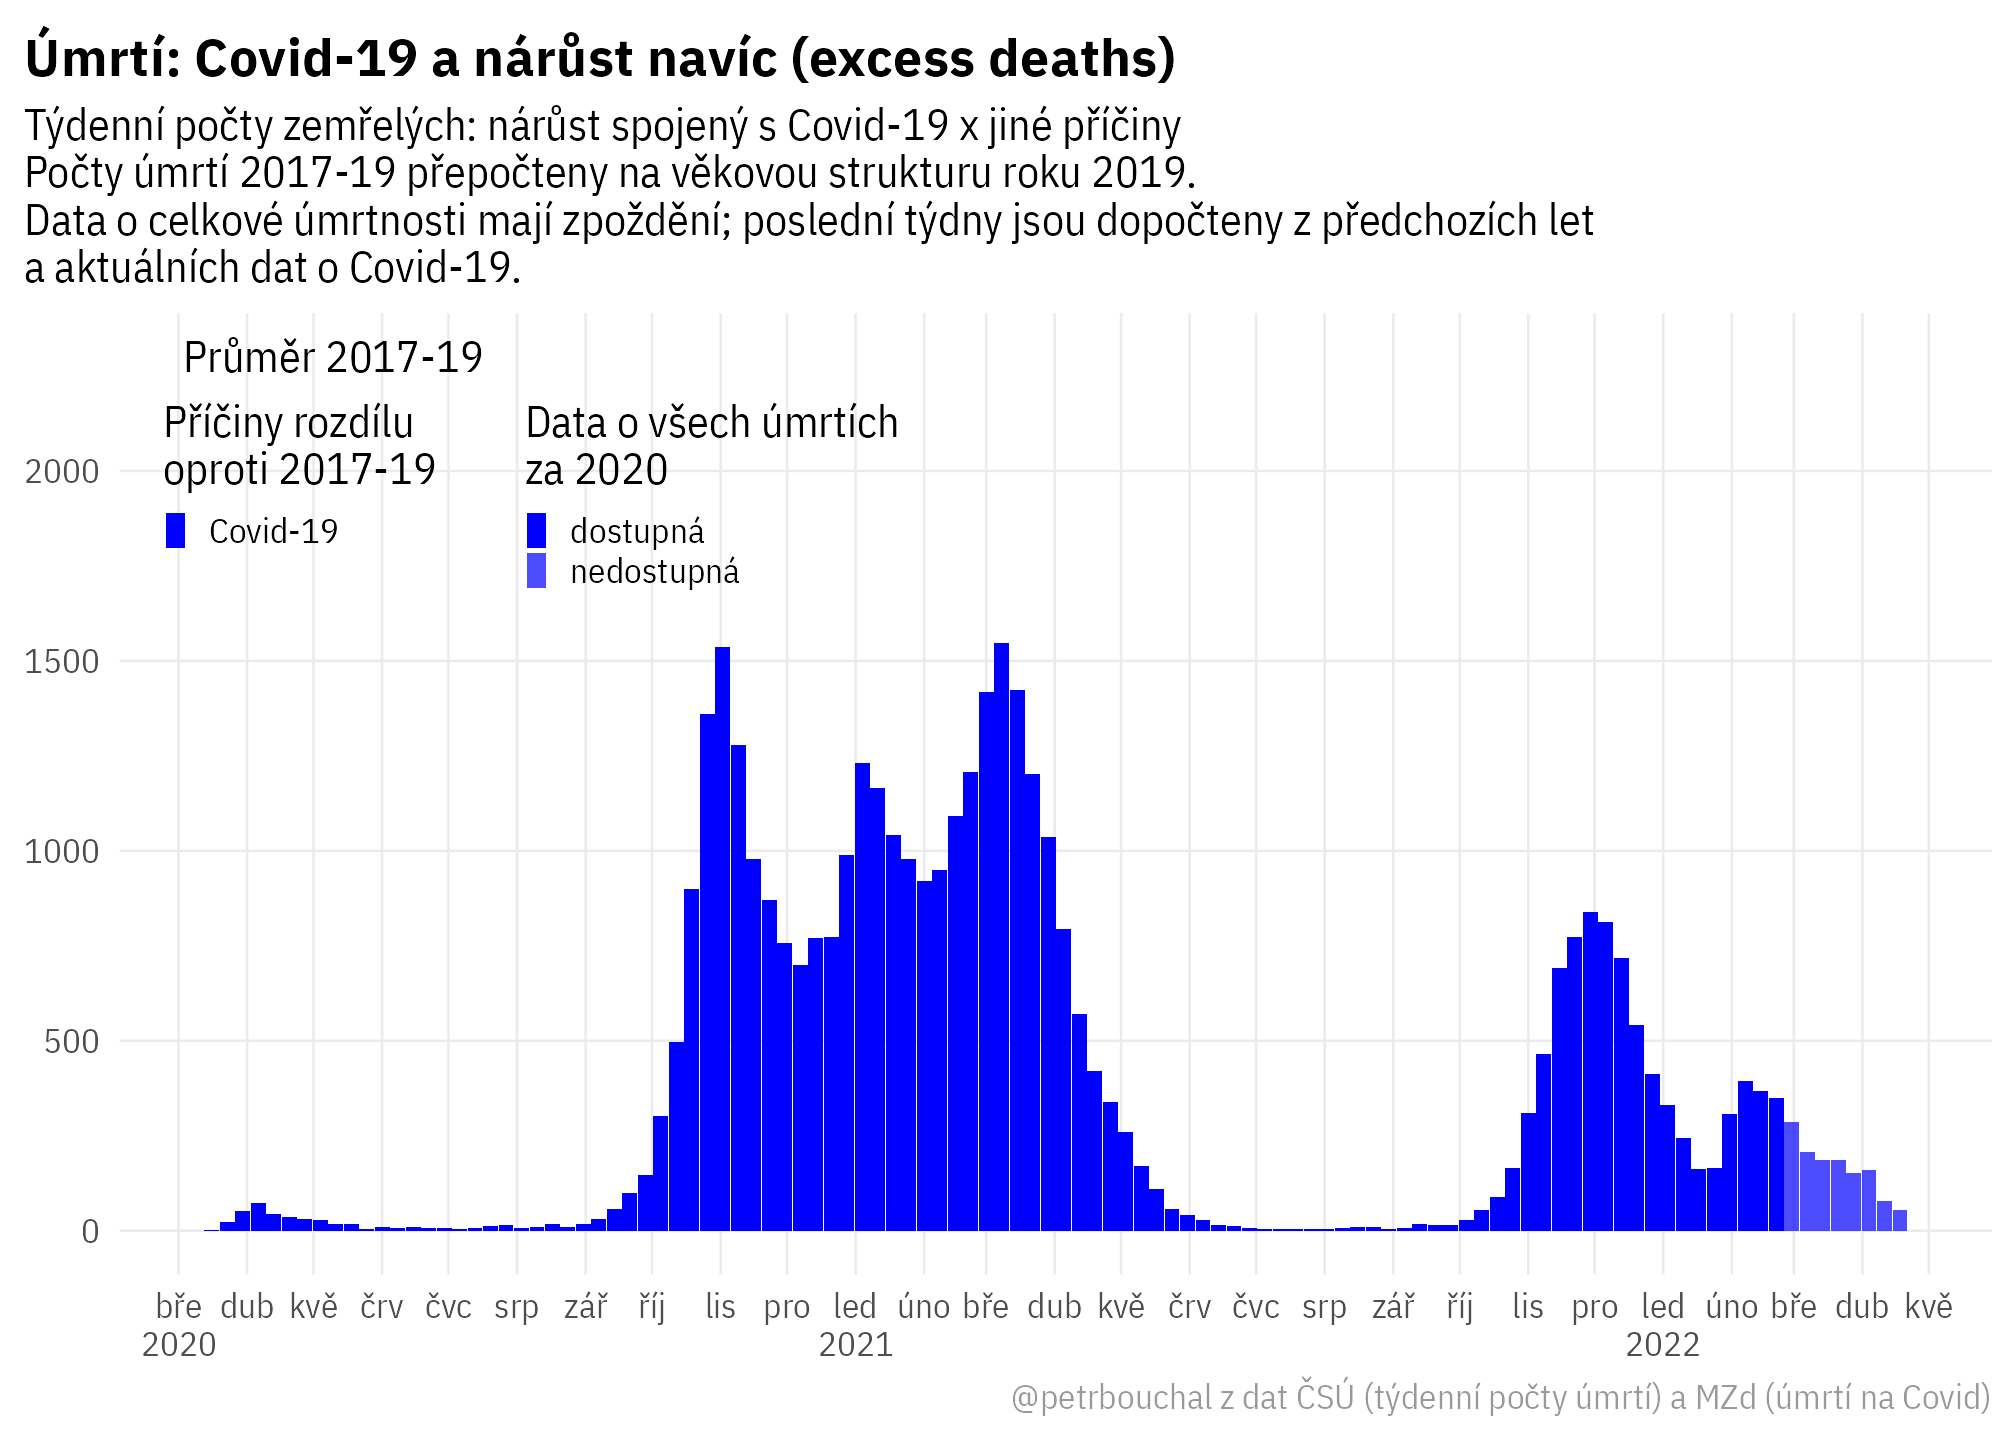 Úmrtí: Covid-19 a nárůst navíc (excess deaths)
Týdenní počty zemřelých: nárůst spojený s Covid-19 x jiné příčiny
Počty úmrtí 2017-19 přepočteny na věkovou strukturu roku 2019.
Data o celkové úmrtnosti mají zpoždění; poslední týdny jsou dopočteny z předchozích let
a aktuálních dat o Covid-19.
Průměr 2017-19
Příčiny rozdílu
oproti 2017-19
Covid-19
Data o všech úmrtích
za 2020
dostupná
nedostupná
2000
1500
1000
500
0
bře dub kvě črv čvc srp zář říj lis pro led úno bře dub kvě črv čvc srp zář říj lis pro led úno bře dub kvě
2020 2021 2022
@petrbouchal z dat ČSÚ (týdenní počty úmrtí) a MZd (úmrtí na Covid)